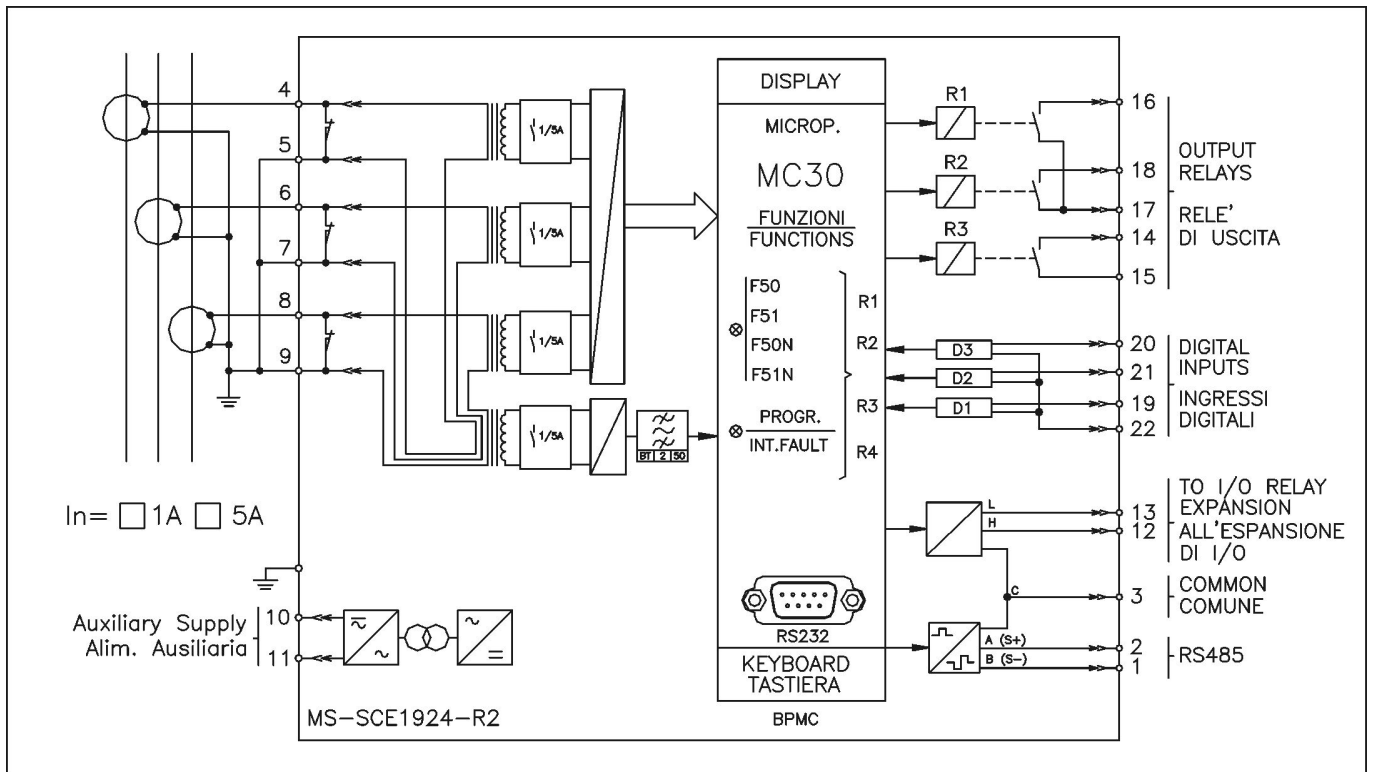 4
5
6
7
8
9
1/5A
1/5A
1/5A
1/5A
BT 2 50
In= 1A 5A
Auxiliary Supply
Alim. Ausiliaria
10
11
~
~
=
MS-SCE1924-R2
DISPLAY
MICROP.
MC30
FUNZIONI
FUNCTIONS
F50
F51
F50N
F51N
R1
R2
R3
R4
PROGR.
INT.FAULT
RS232
KEYBOARD
TASTIERA
BPMC
R1
R2
R3
D3
D2
D1
L
H
C
A (S+)
B (S-)
16
18
17
14
15
OUTPUT
RELAYS
RELE'
DI USCITA
20
21
19
22
DIGITAL
INPUTS
INGRESSI
DIGITALI
13
12
TO I/O RELAY
EXPANSION
ALL'ESPANSIONE
DI I/O
3
COMMON
COMUNE
2
1
RS485